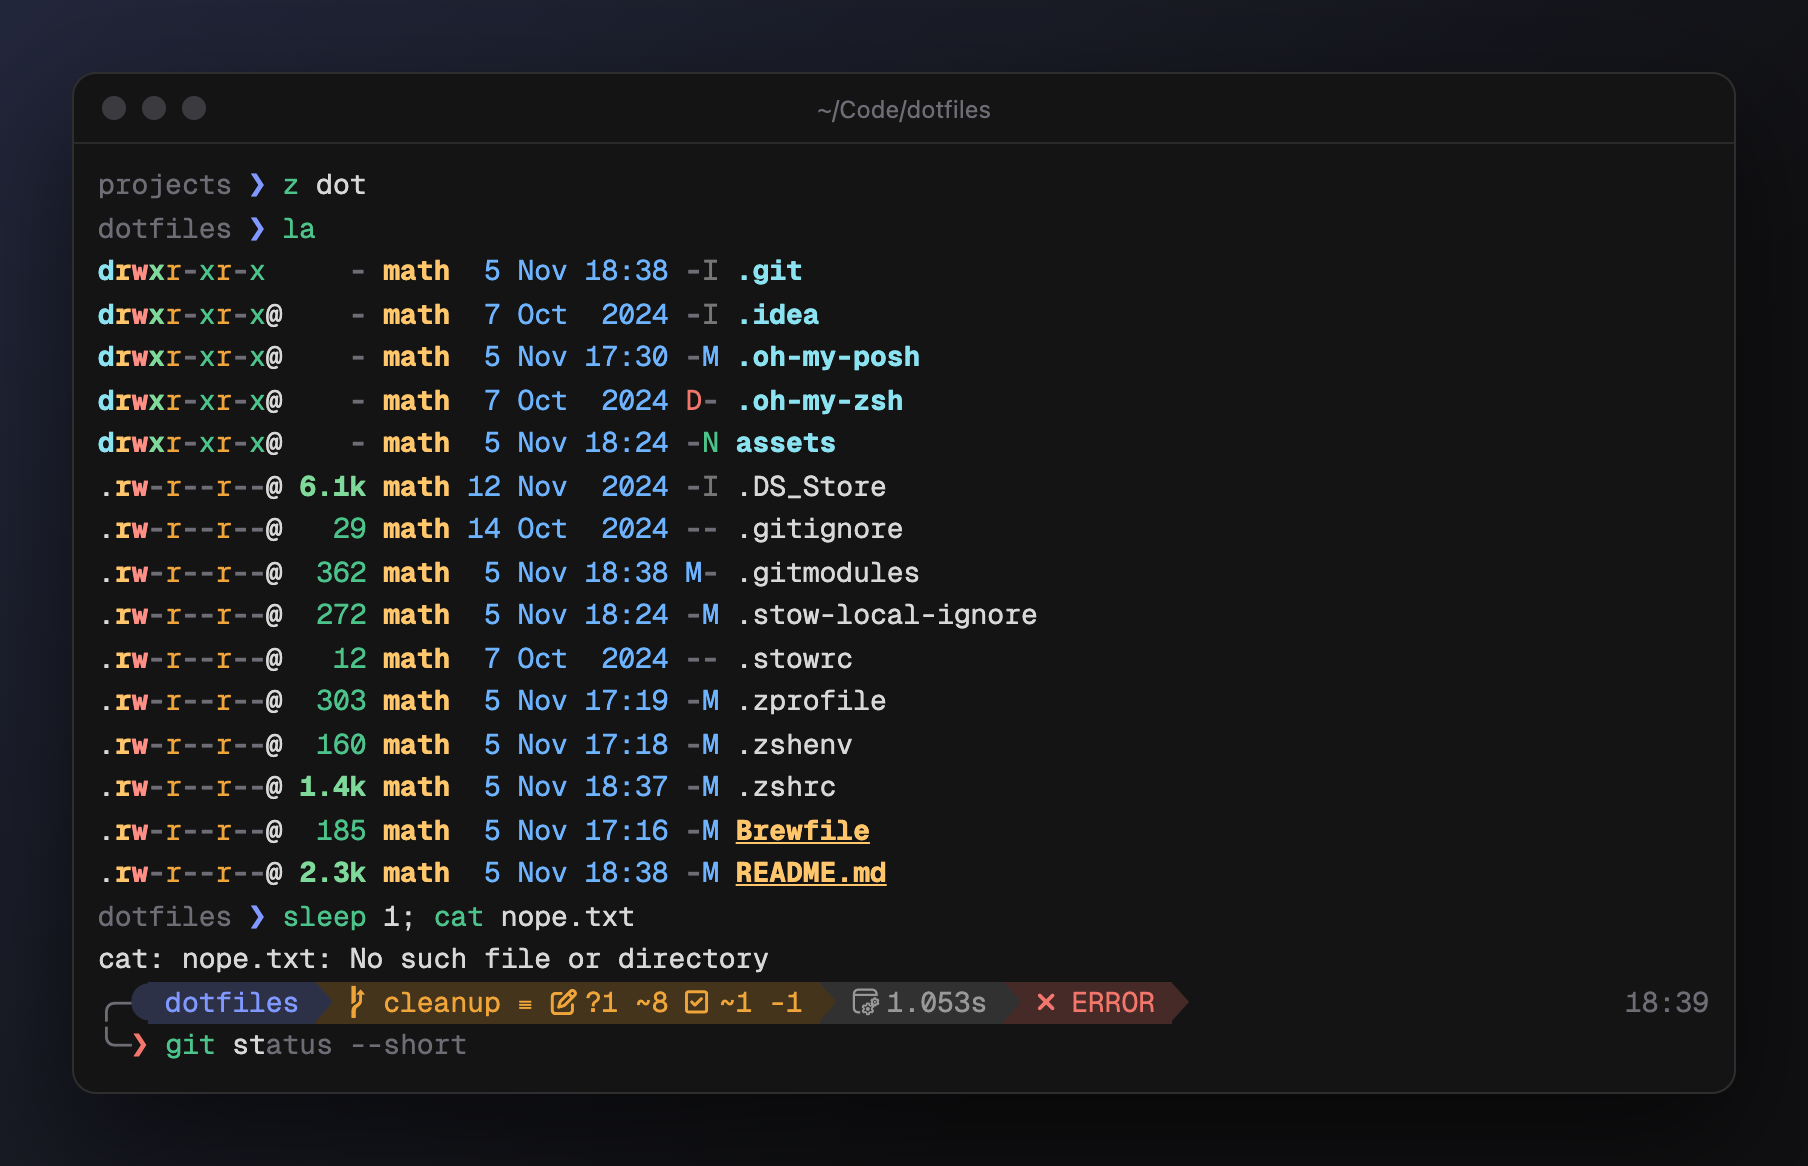 ~/Code/dotfiles
projects ❯ z dot
dotfiles ❯ la
drwxr-xr-x     - math  5 Nov 18:38 -I .git
drwxr-xr-x@    - math  7 Oct  2024 -I .idea
drwxr-xr-x@    - math  5 Nov 17:30 -M .oh-my-posh
drwxr-xr-x@    - math  7 Oct  2024 D- .oh-my-zsh
drwxr-xr-x@    - math  5 Nov 18:24 -N assets
.rw-r--r--@ 6.1k math 12 Nov  2024 -I .DS_Store
.rw-r--r--@   29 math 14 Oct  2024 -- .gitignore
.rw-r--r--@  362 math  5 Nov 18:38 M- .gitmodules
.rw-r--r--@  272 math  5 Nov 18:24 -M .stow-local-ignore
.rw-r--r--@   12 math  7 Oct  2024 -- .stowrc
.rw-r--r--@  303 math  5 Nov 17:19 -M .zprofile
.rw-r--r--@  160 math  5 Nov 17:18 -M .zshenv
.rw-r--r--@ 1.4k math  5 Nov 18:37 -M .zshrc
.rw-r--r--@  185 math  5 Nov 17:16 -M Brewfile
.rw-r--r--@ 2.3k math  5 Nov 18:38 -M README.md
dotfiles ❯ sleep 1; cat nope.txt
cat: nope.txt: No such file or directory
dotfiles cleanup ≡ ?1 ~8 ~1 -1 1.053s ✕ ERROR 18:39
❯ git status --short